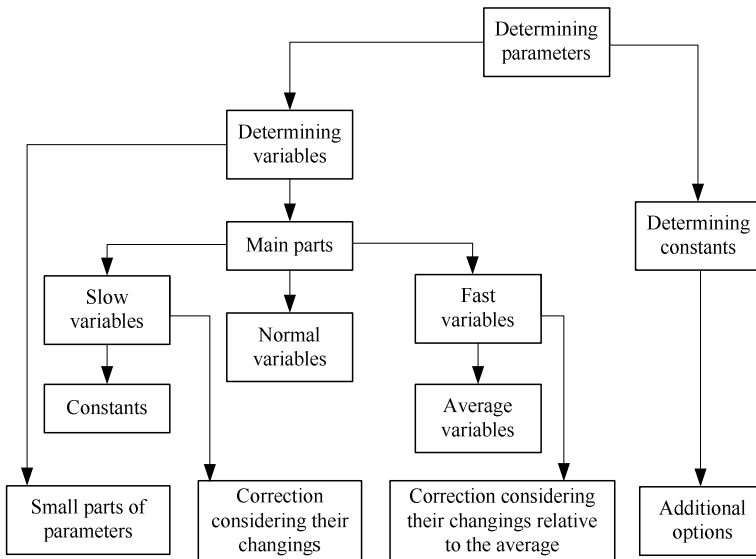 Determining
parameters
Determining
variables
Main parts
Determining
constants
Slow
variables
Normal
variables
Fast
variables
Constants
Average
variables
Small parts of
parameters
Correction
considering their
changings
Correction considering
their changings relative
to the average
Additional
options